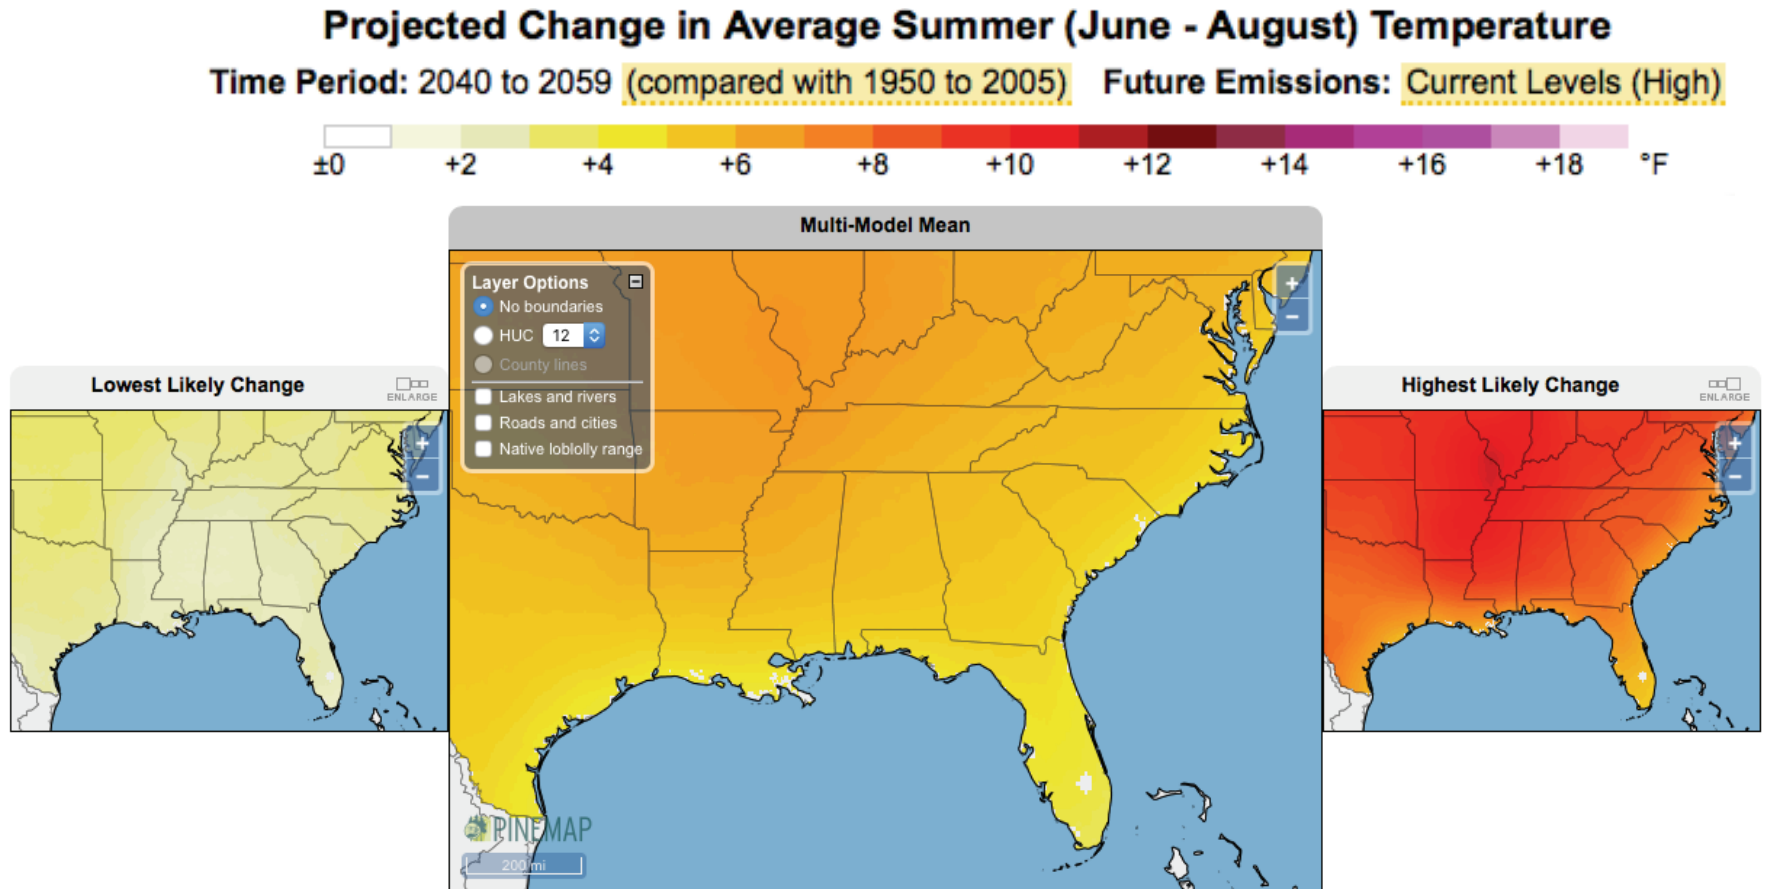 Projected Change in Average Summer (June - August) Temperature
Time Period: 2040 to 2059 (compared with 1950 to 2005) Future Emissions: Current Levels (High)
±0 +2 +4 +6 +8 +10 +12 +14 +16 +18 °F
Multi-Model Mean
Layer Options
No boundaries
HUC 12
County lines
Lakes and rivers
Roads and cities
Native loblolly range
+
−
Lowest Likely Change
ENLARGE
+
−
Highest Likely Change
ENLARGE
+
−
PINEMAP
200 mi